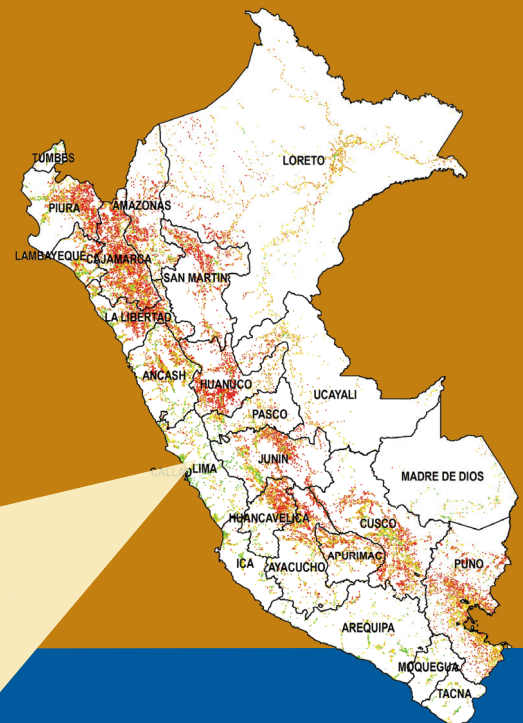 TUMBES
LORETO
PIURA
AMAZONAS
LAMBAYEQUE
CAJAMARCA
SAN MARTIN
LA LIBERTAD
ANCASH
HUANUCO
UCAYALI
PASCO
JUNIN
CALLAO
LIMA
MADRE DE DIOS
HUANCAVELICA
CUSCO
APURIMAC
PUNO
ICA
AYACUCHO
AREQUIPA
MOQUEGUA
TACNA